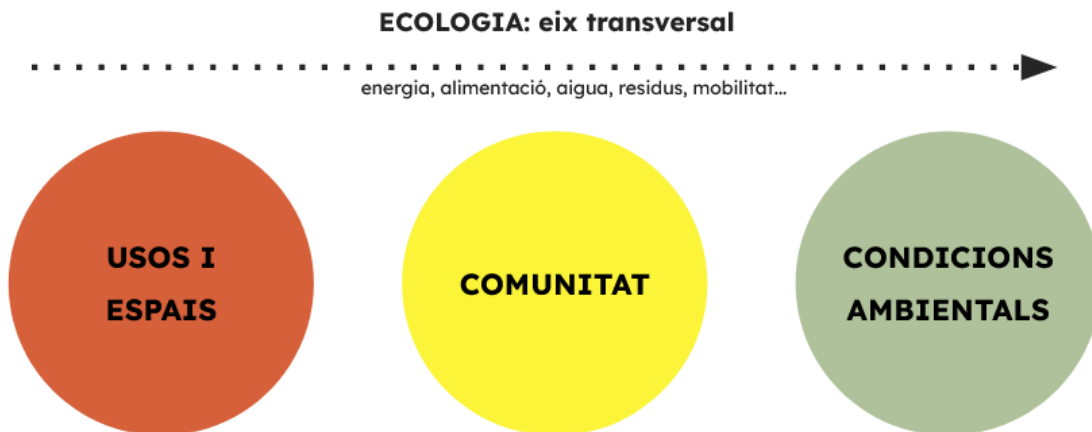 ECOLOGIA: eix transversal
energia, alimentació, aigua, residus, mobilitat...
USOS I
ESPAIS
COMUNITAT
CONDICIONS
AMBIENTALS